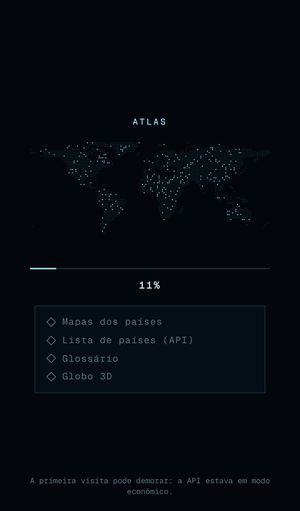 ATLAS
11%
Mapas dos países
Lista de países (API)
Glossário
Globo 3D
A primeira visita pode demorar: a API estava em modo
econômico.